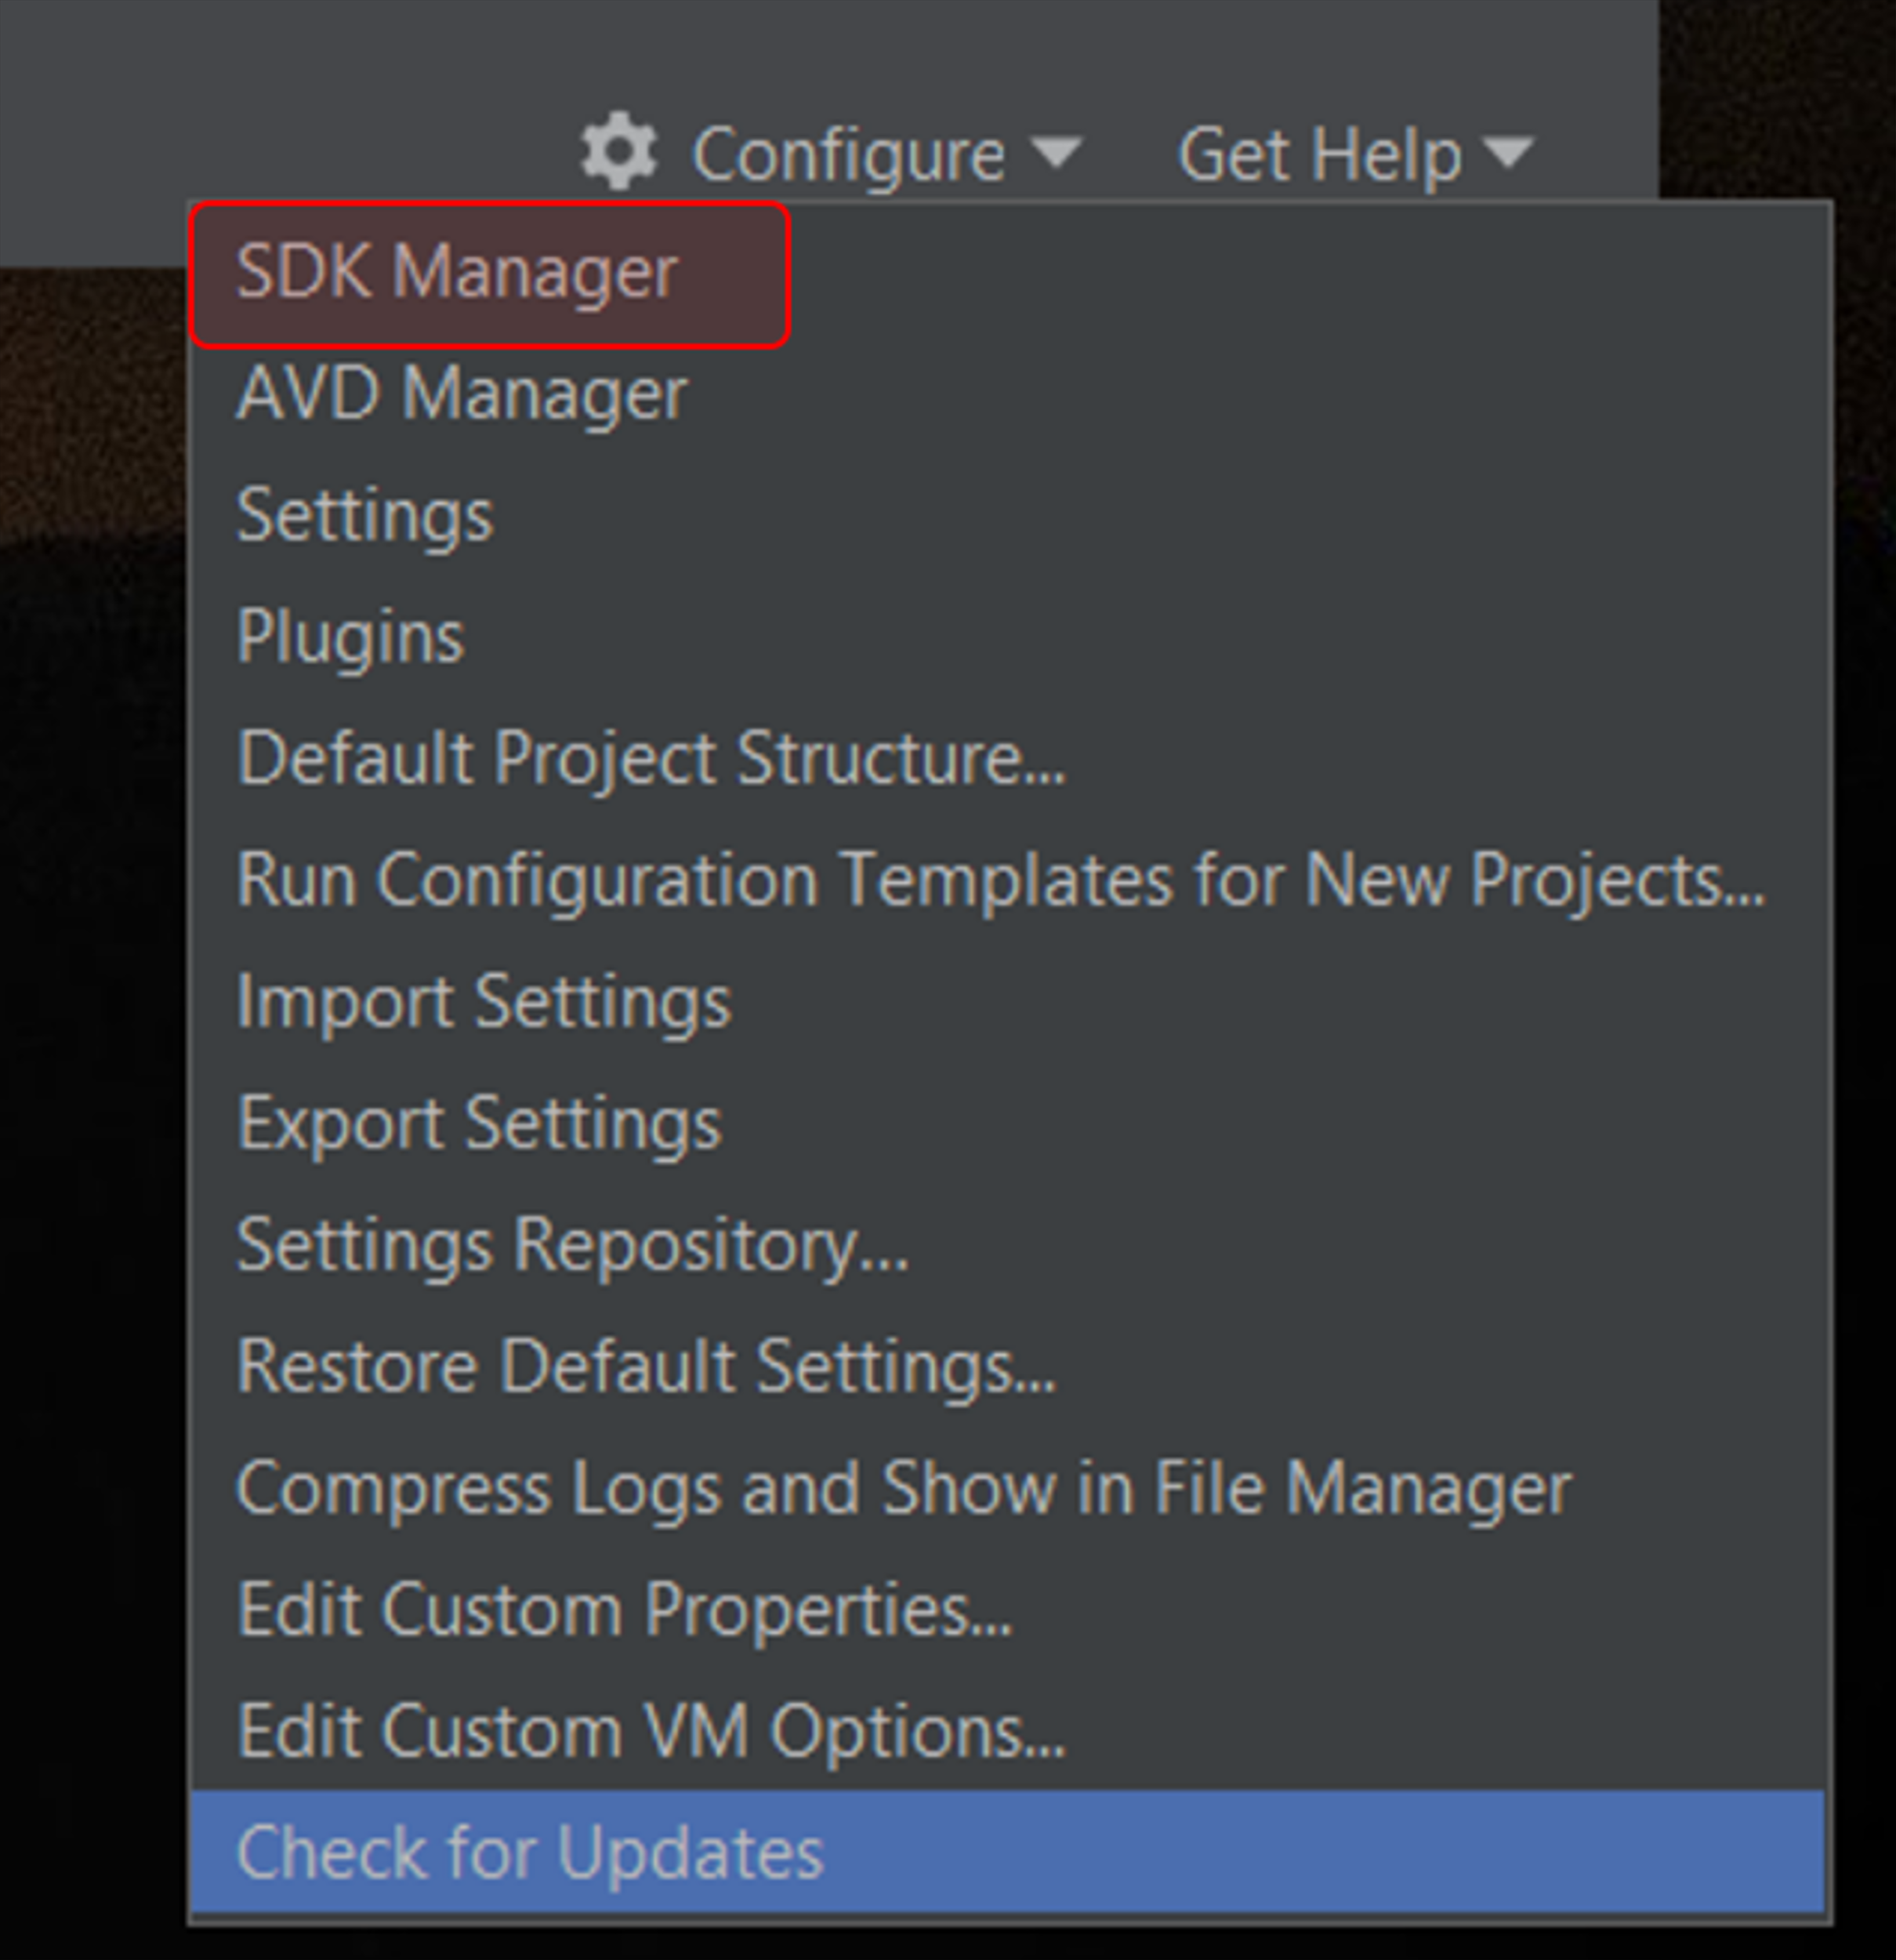 Configure Get Help
SDK Manager
AVD Manager
Settings
Plugins
Default Project Structure...
Run Configuration Templates for New Projects...
Import Settings
Export Settings
Settings Repository...
Restore Default Settings...
Compress Logs and Show in File Manager
Edit Custom Properties...
Edit Custom VM Options...
Check for Updates